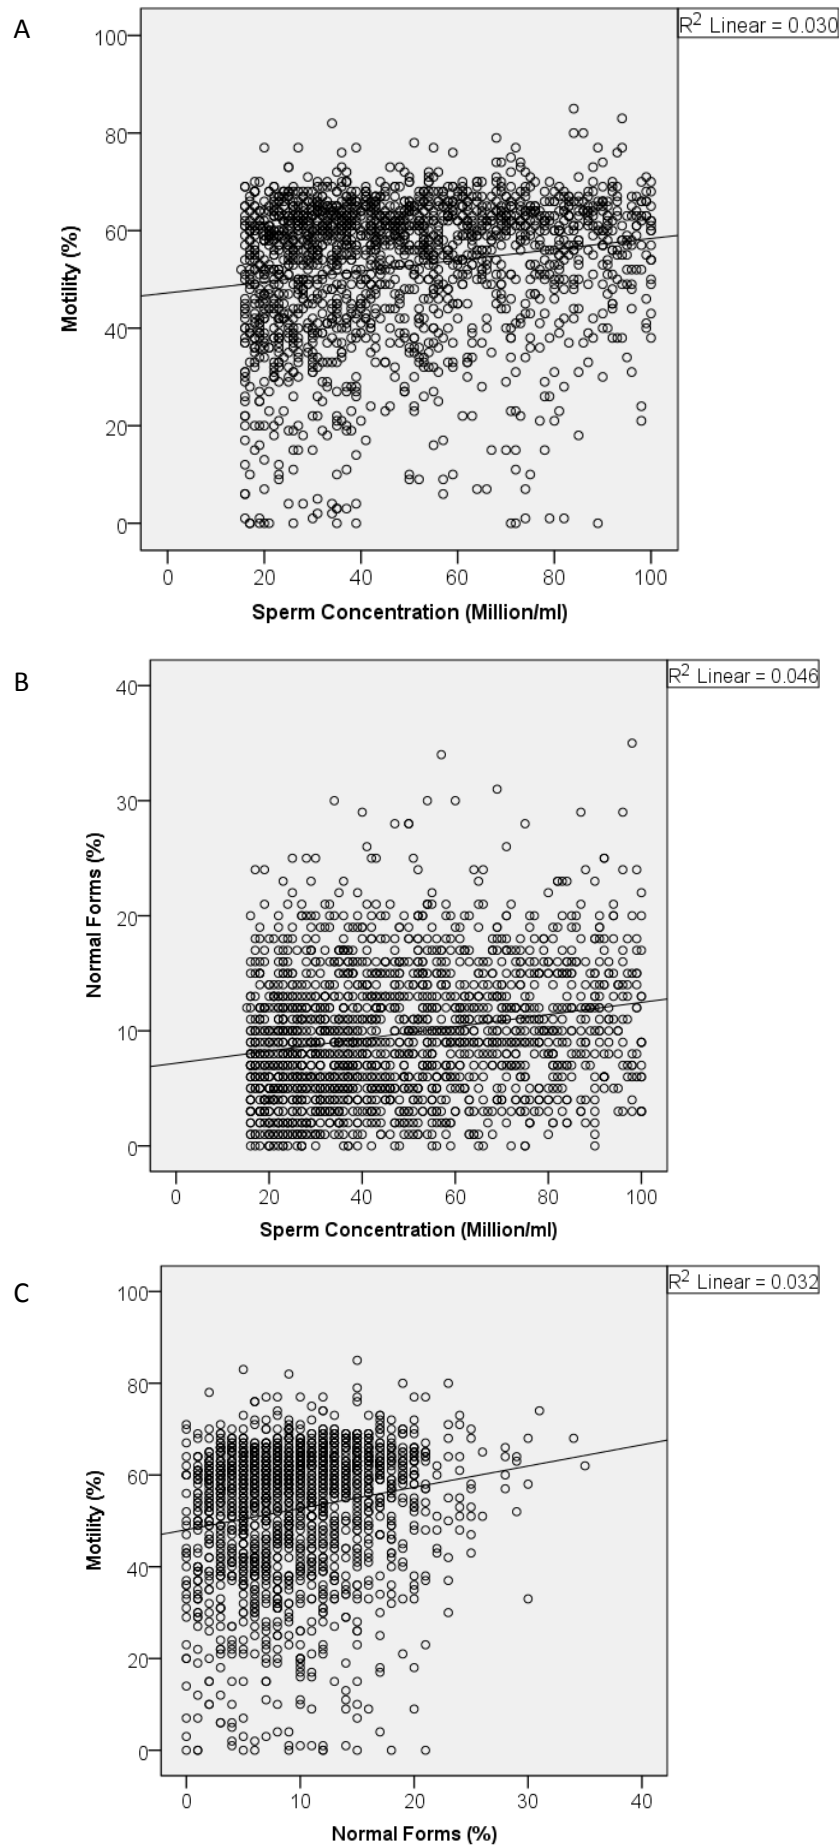 A
R2 Linear = 0.030
100
80
60
40
20
0
Motility (%)
0 20 40 60 80 100
Sperm Concentration (Million/ml)
B
R2 Linear = 0.046
40
30
20
10
0
Normal Forms (%)
0 20 40 60 80 100
Sperm Concentration (Million/ml)
C
R2 Linear = 0.032
100
80
60
40
20
0
Motility (%)
0 10 20 30 40
Normal Forms (%)